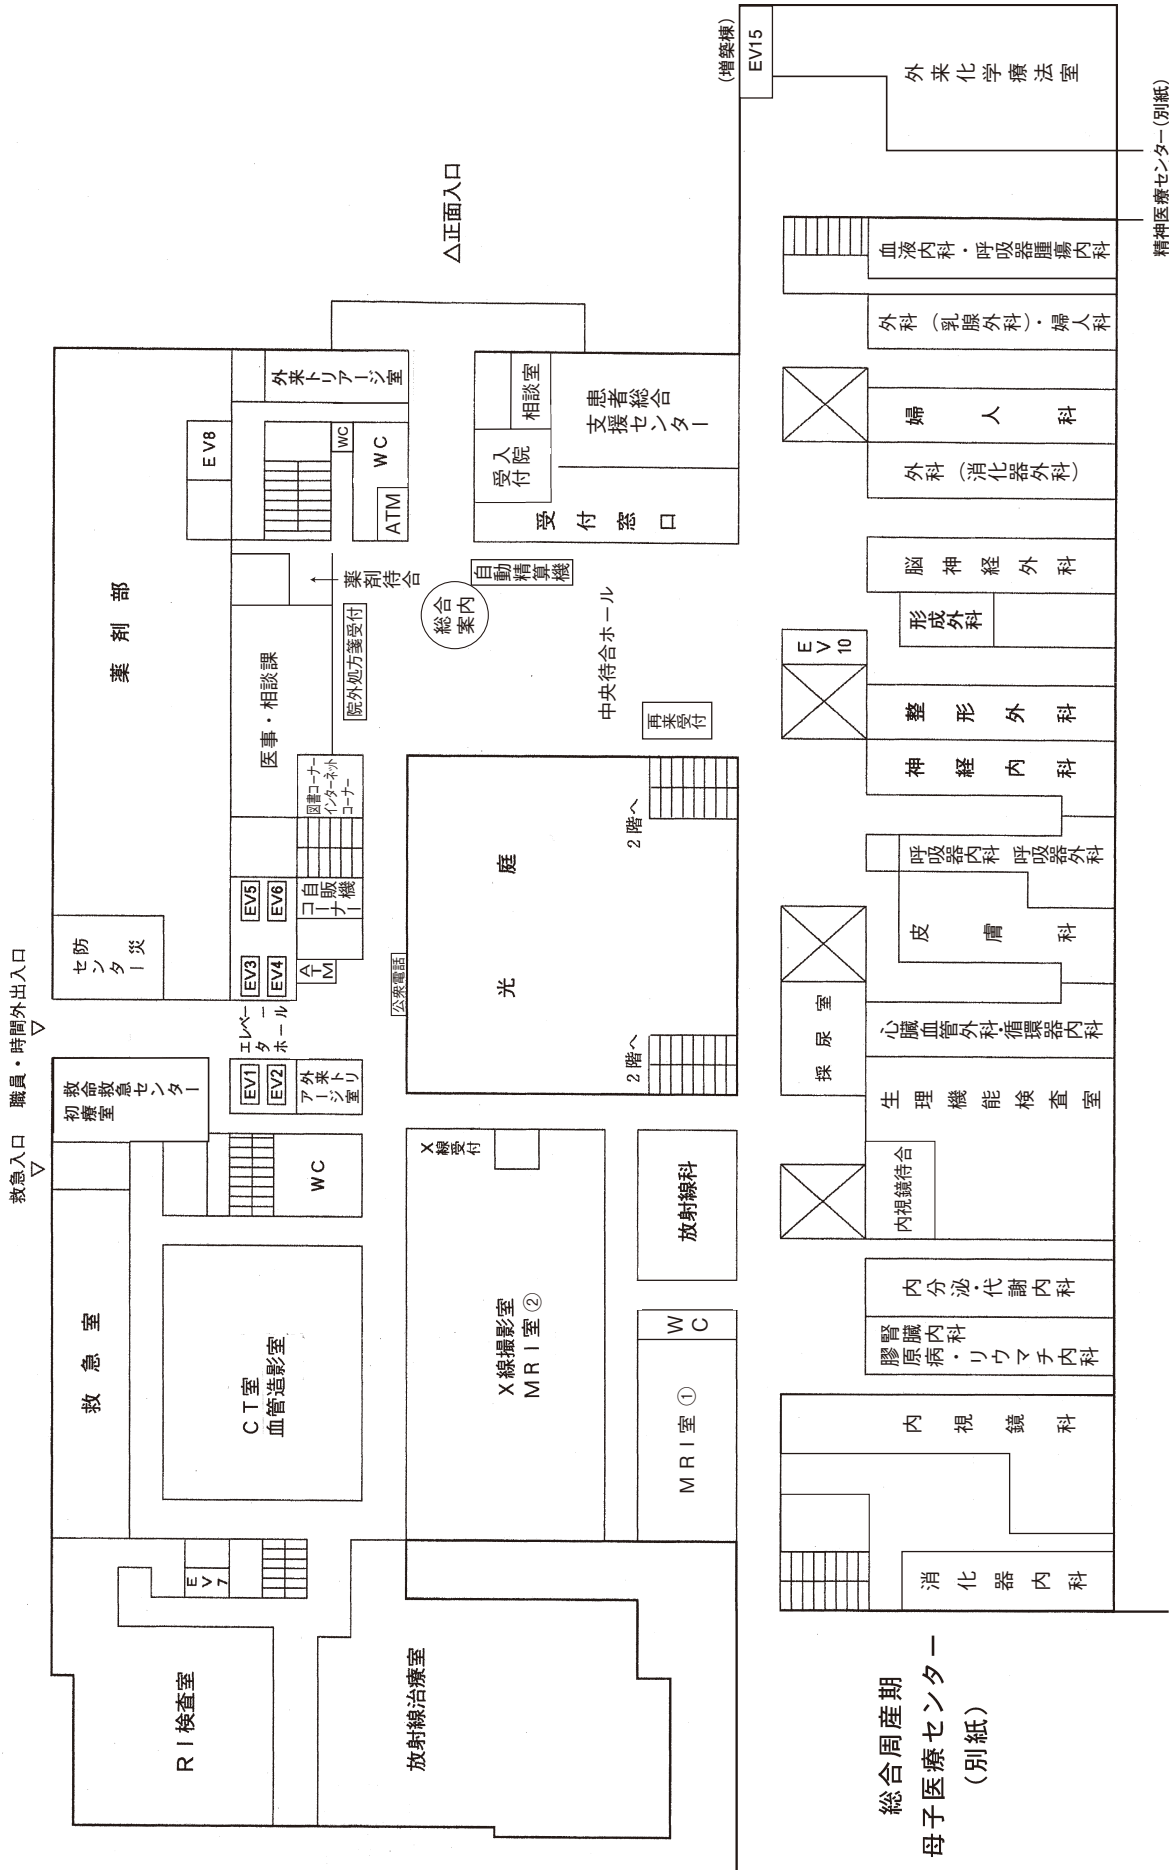 救急入口
▽
職員・時間外出入口
▽
RI検査室
EV7
救急室
救命救急センター
初療室
防災
センター
薬剤部
EV8
CT室
血管造影室
WC
EV1
EV2
外来トリ
アージ室
エレベー
タ
ホール
EV3
EV4
EV5
EV6
ATM
自販機
コーナー
図書コーナー
インターネット
コーナー
医事・相談課
院外処方箋受付
薬剤
待合
外来トリアージ室
WC
WC
ATM
△正面入口
放射線治療室
X線撮影室
MRI室②
X線
受付
公衆電話
光庭
2階へ
2階へ
総合
案内
自動
精算機
中央待合ホール
再来
受付
受付窓口
入院
受付
相談室
患者総合
支援センター
MRI室①
WC
放射線科
(増築棟)
EV15
総合周産期
母子医療センター
(別紙)
消化器内科
内視鏡科
腎臓内科
膠原病・リウマチ内科
内分泌・代謝内科
内視鏡待合
生理機能検査室
採尿室
心臓血管外科・循環器内科
皮膚科
呼吸器内科 呼吸器外科
神経内科
整形外科
EV
10
形成外科
脳神経外科
外科(消化器外科)
婦人科
外科(乳腺外科)・婦人科
血液内科・呼吸器腫瘍内科
外来化学療法室
精神医療センター(別紙)